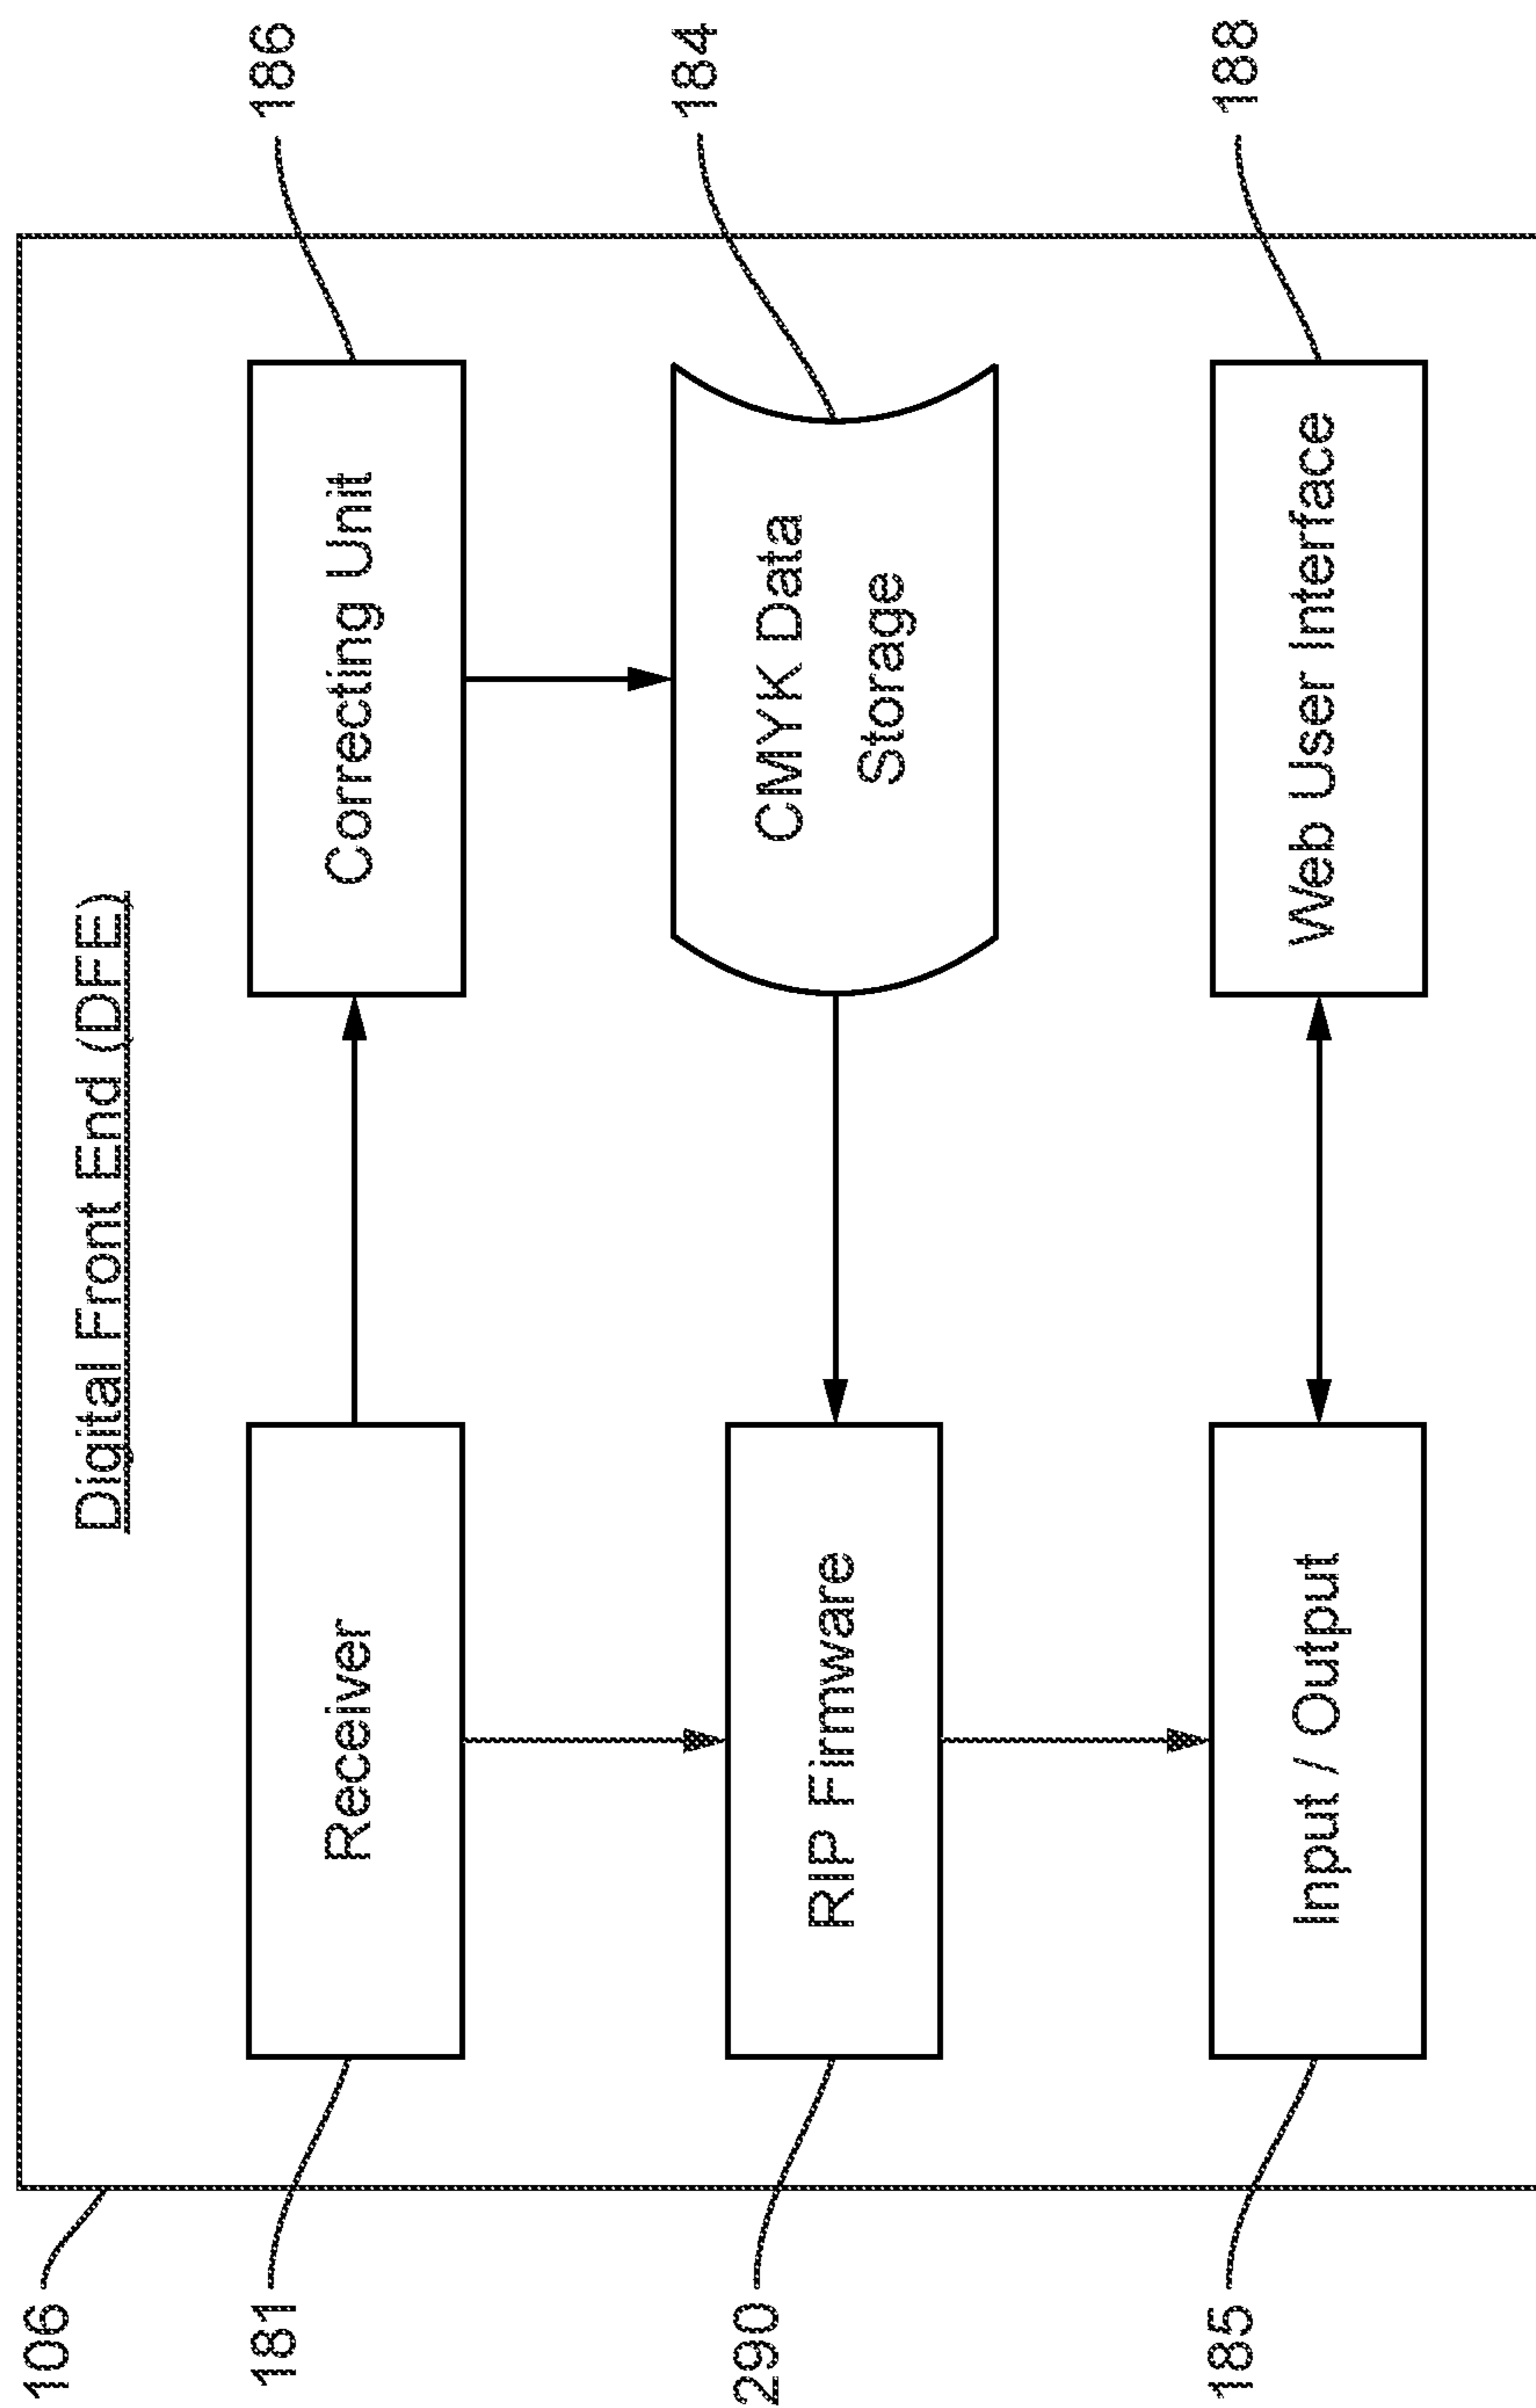 Digital Front End (DFE)
106
181
Receiver
Correcting Unit
186
290
RIP Firmware
CMYK Data
Storage
184
185
Input / Output
Web User Interface
188